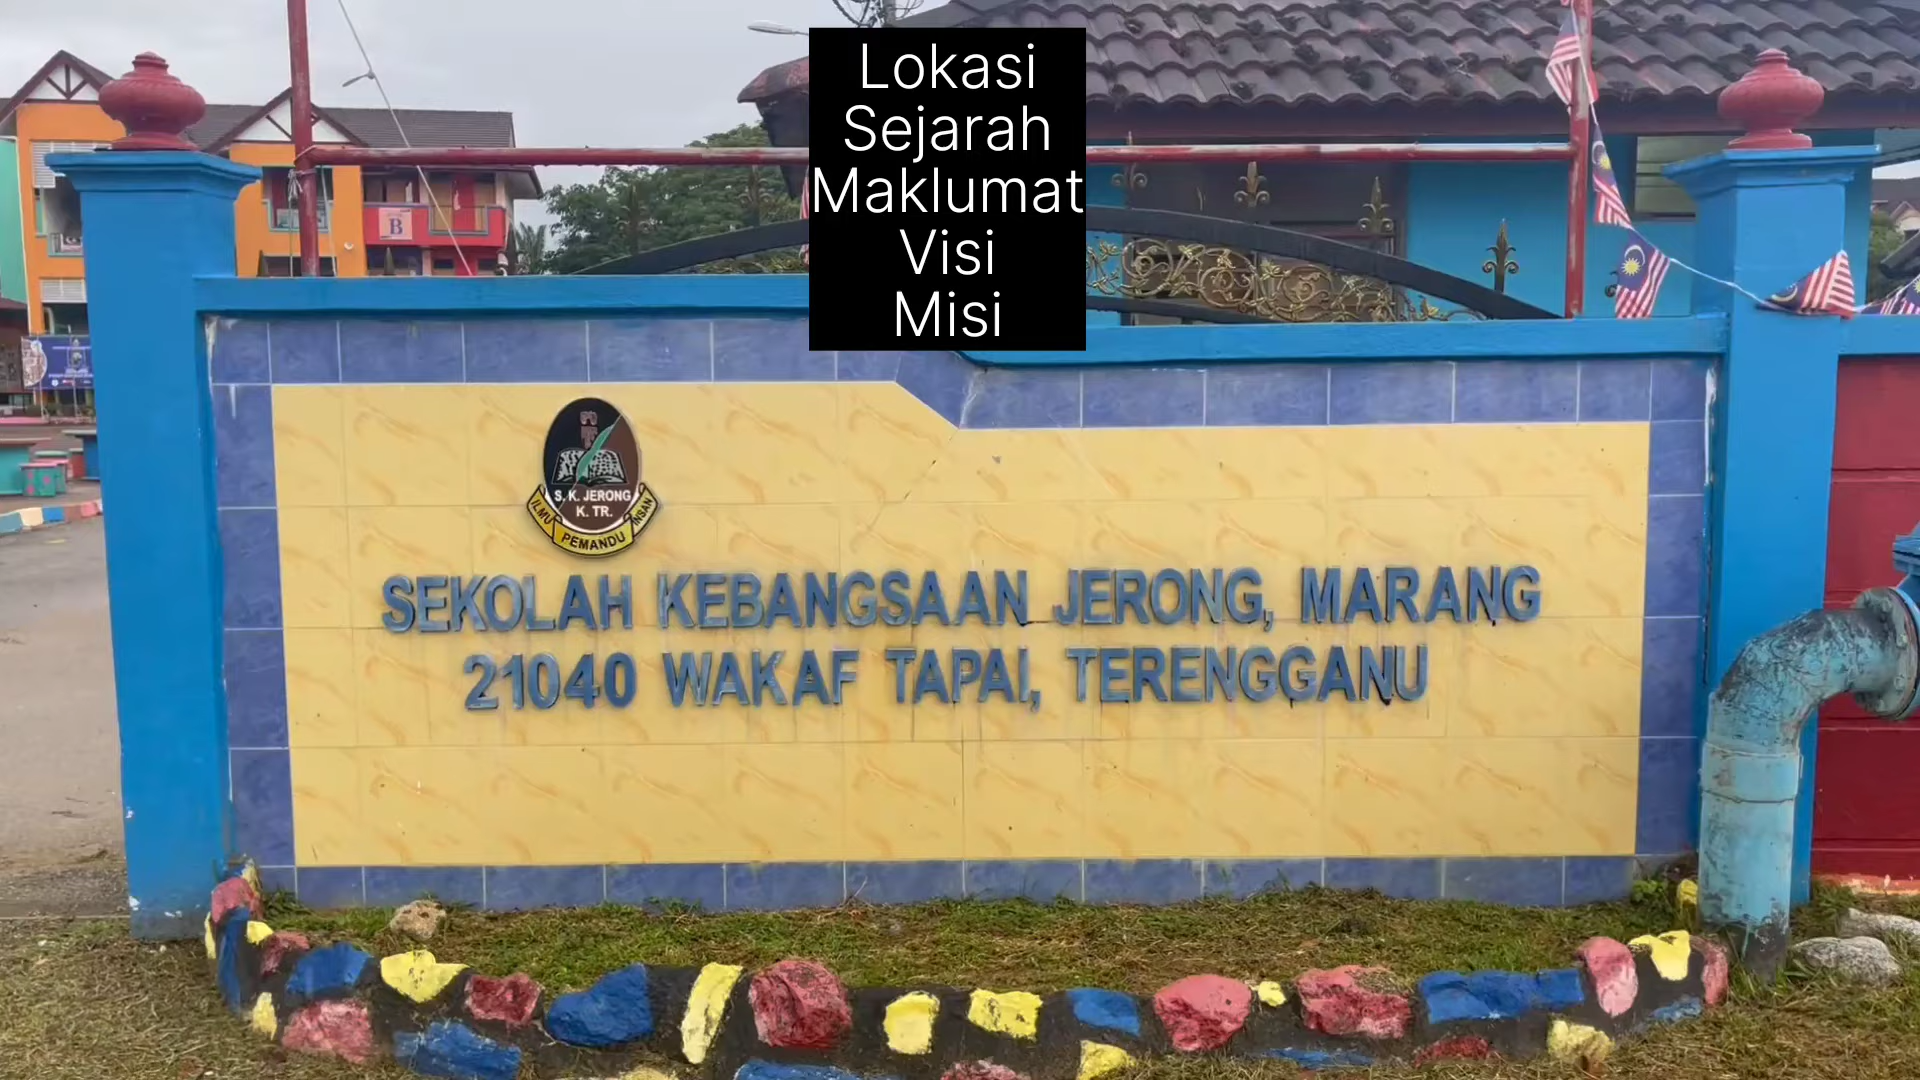 Lokasi
Sejarah
Maklumat
Visi
Misi
B
S. K. JERONG
K. TR.
ILMU PEMANDU INSAN
SEKOLAH KEBANGSAAN JERONG, MARANG
21040 WAKAF TAPAI, TERENGGANU